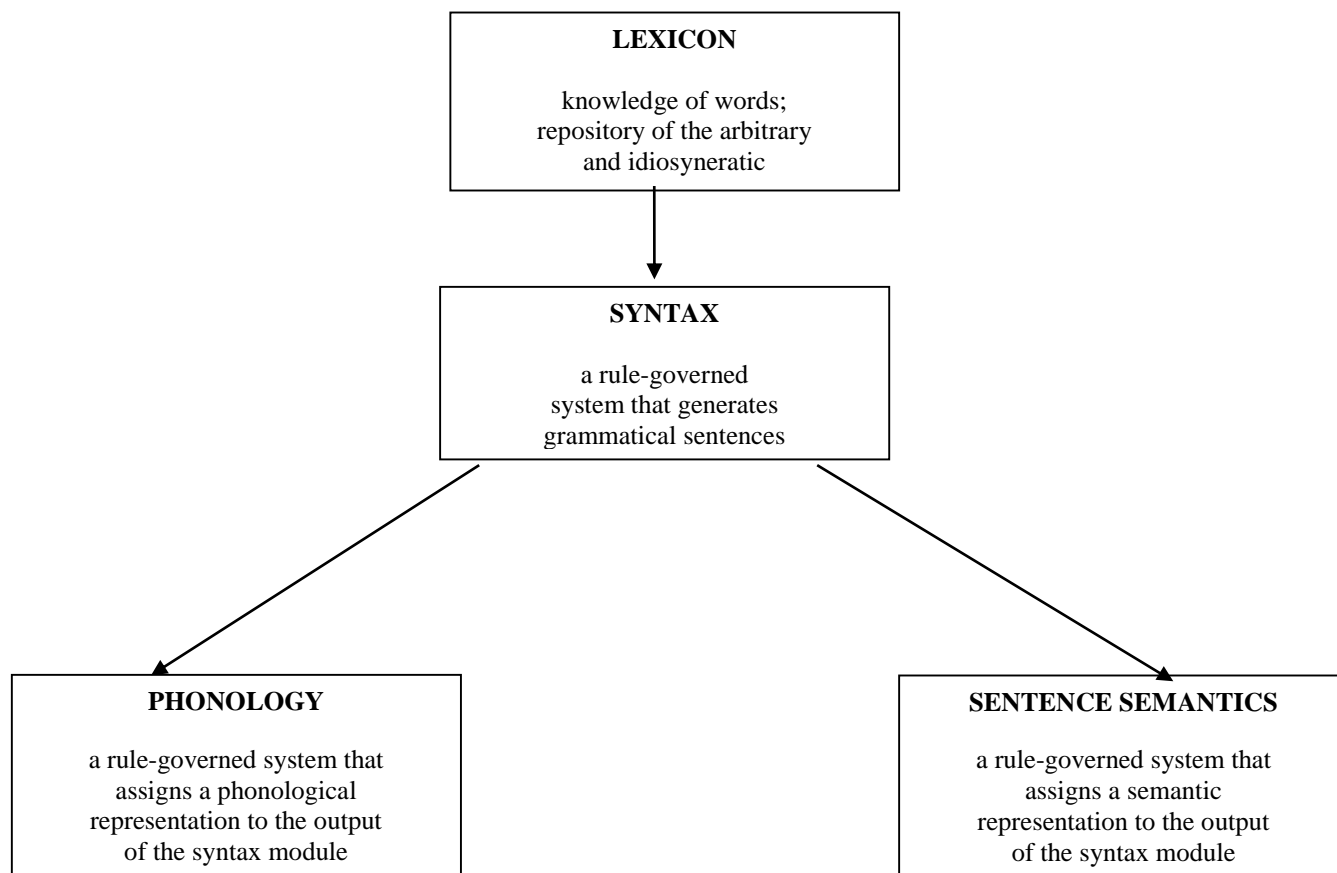 LEXICON
knowledge of words;
repository of the arbitrary
and idiosyneratic
SYNTAX
a rule-governed
system that generates
grammatical sentences
PHONOLOGY
a rule-governed system that
assigns a phonological
representation to the output
of the syntax module
SENTENCE SEMANTICS
a rule-governed system that
assigns a semantic
representation to the output
of the syntax module